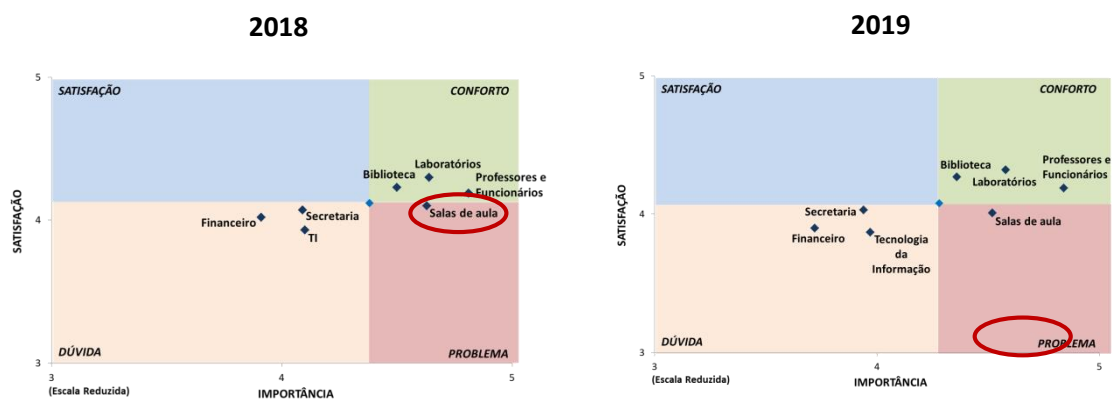 2018
5
SATISFAÇÃO
CONFORTO
Laboratórios
Biblioteca
Professores e
Funcionários
Salas de aula
Secretaria
Financeiro
TI
4
SATISFAÇÃO
DÚVIDA
PROBLEMA
3
3
4
5
(Escala Reduzida)
IMPORTÂNCIA
2019
5
SATISFAÇÃO
CONFORTO
Biblioteca
Laboratórios
Professores e
Funcionários
Secretaria
Salas de aula
Financeiro
Tecnologia
da
Informação
4
SATISFAÇÃO
DÚVIDA
PROBLEMA
3
3
4
5
(Escala Reduzida)
IMPORTÂNCIA